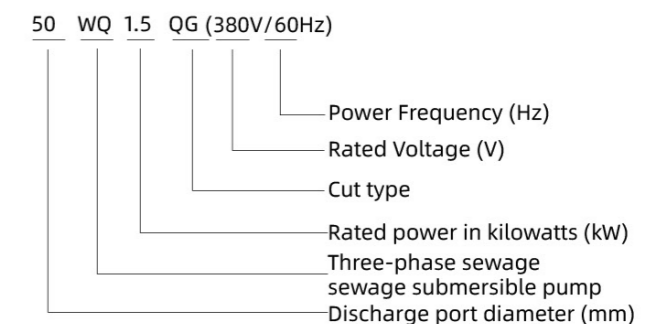 50 WQ 1.5 QG (380V/60Hz)
Power Frequency (Hz)
Rated Voltage (V)
Cut type
Rated power in kilowatts (kW)
Three-phase sewage
sewage submersible pump
Discharge port diameter (mm)